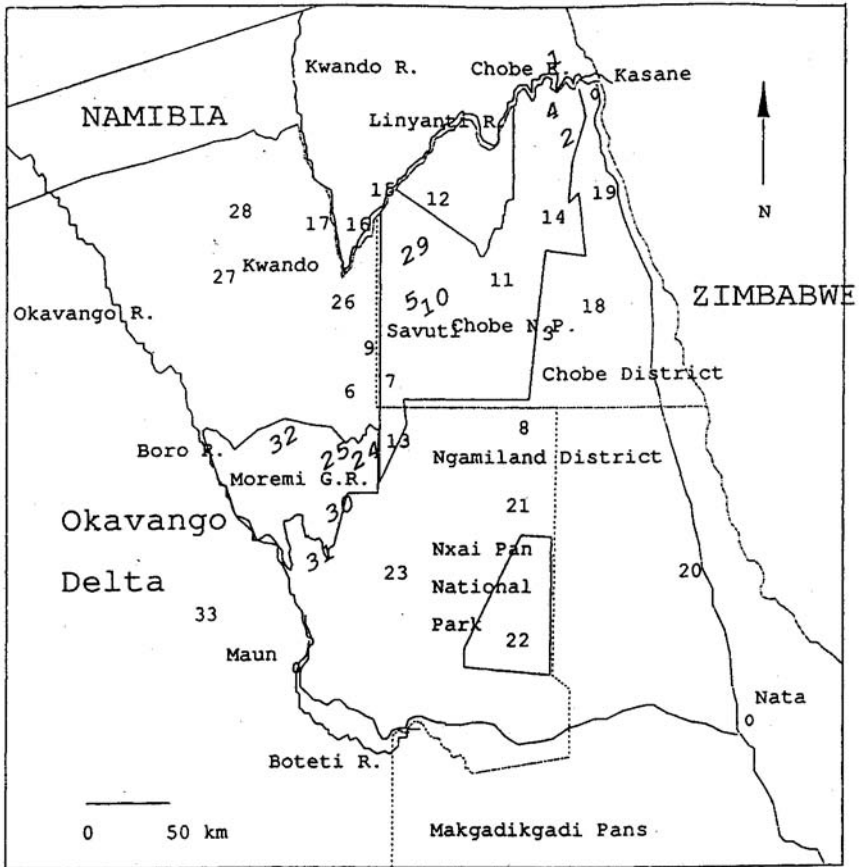 1
Kwando R.
Chobe R.
Kasane
4
NAMIBIA
Linyanti R.
2
15
12
19
28
17
16
14
N
29
27
Kwando
11
26
5
10
ZIMBABWE
Okavango R.
Savuti
Chobe N.P.
3
18
9
7
Chobe District
6
8
32
13
Boro R.
25
24
Ngamiland District
Moremi G.R.
30
21
Okavango
31
Nxai Pan
Delta
23
National
20
33
Park
22
Maun
Nata
Boteti R.
0 50 km
Makgadikgadi Pans